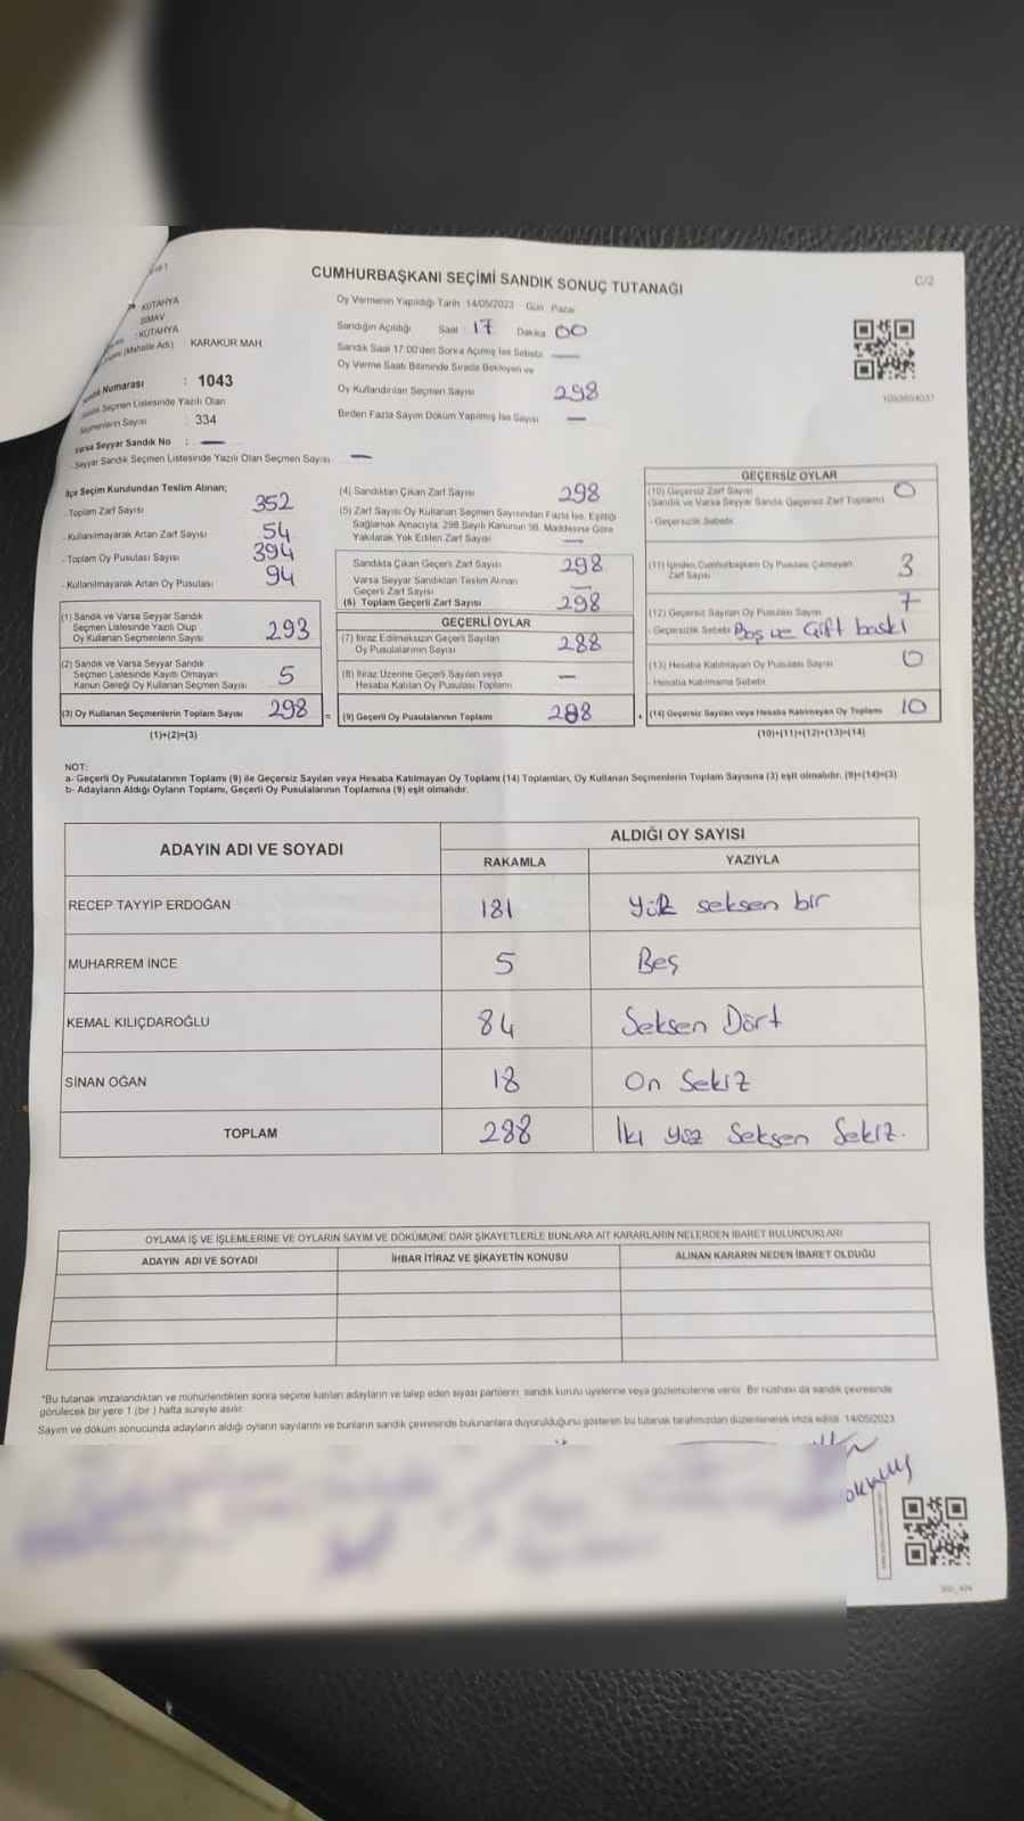 CUMHURBAŞKANI SEÇİMİ SANDIK SONUÇ TUTANAĞI
C/2
Oy Vermenin Yapıldığı Tarih 14/05/2023 Gün Pazar
KÜTAHYA
SİMAV
KÜTAHYA
(Mahalle Adı) : KARAKÜR MAH
Sandığın Açıldığı Saat : 17 Dakika 00
Sandık Saat 17:00'den Sonra Açılmış İse Sebebi —
Oy Verme Saati Bitiminde Sırada Bekleyen ve
Oy Kullandırılan Seçmen Sayısı 298
Birden Fazla Sayım Döküm Yapılmış İse Sayısı —
Numarası : 1043
Seçmen Listesinde Yazılı Olan
Seçmenlerin Sayısı : 334
Varsa Seyyar Sandık No : —
Seyyar Sandık Seçmen Listesinde Yazılı Olan Seçmen Sayısı —
İlçe Seçim Kurulundan Teslim Alınan;
- Toplam Zarf Sayısı 352
- Kullanılmayarak Artan Zarf Sayısı 54
- Toplam Oy Pusulası Sayısı 394
- Kullanılmayarak Artan Oy Pusulası 94
(1) Sandık ve Varsa Seyyar Sandık
Seçmen Listesinde Yazılı Olup
Oy Kullanan Seçmenlerin Sayısı 293
(2) Sandık ve Varsa Seyyar Sandık
Seçmen Listesinde Kayıtlı Olmayan
Kanun Gereği Oy Kullanan Seçmen Sayısı 5
(3) Oy Kullanan Seçmenlerin Toplam Sayısı 298
(1)+(2)=(3)
(4) Sandıktan Çıkan Zarf Sayısı 298
(5) Zarf Sayısı Oy Kullanan Seçmen Sayısından Fazla İse, Eşitliği
Sağlamak Amacıyla, 298 Sayılı Kanunun 98. Maddesine Göre
Yakılarak Yok Edilen Zarf Sayısı —
Sandıkta Çıkan Geçerli Zarf Sayısı 298
Varsa Seyyar Sandıktan Teslim Alınan
Geçerli Zarf Sayısı —
(6) Toplam Geçerli Zarf Sayısı 298
GEÇERLİ OYLAR
(7) İtiraz Edilmeksizin Geçerli Sayılan
Oy Pusulalarının Sayısı 288
(8) İtiraz Üzerine Geçerli Sayılan veya
Hesaba Katılan Oy Pusulası Toplamı —
= (9) Geçerli Oy Pusulalarının Toplamı 288
GEÇERSİZ OYLAR
(10) Geçersiz Zarf Sayısı 0
(Sandık ve Varsa Seyyar Sandık Geçersiz Zarf Toplamı)
- Geçersizlik Sebebi
(11) İçinden Cumhurbaşkanı Oy Pusulası Çıkmayan 3
Zarf Sayısı
(12) Geçersiz Sayılan Oy Pusulası Sayısı 7
- Geçersizlik Sebebi Boş ve Çift baskı
(13) Hesaba Katılmayan Oy Pusulası Sayısı 0
- Hesaba Katılmama Sebebi
+ (14) Geçersiz Sayılan veya Hesaba Katılmayan Oy Toplamı 10
(10)+(11)+(12)+(13)=(14)
NOT:
a- Geçerli Oy Pusulalarının Toplamı (9) ile Geçersiz Sayılan veya Hesaba Katılmayan Oy Toplamı (14) Toplamları, Oy Kullanan Seçmenlerin Toplam Sayısına (3) eşit olmalıdır. (9)+(14)=(3)
b- Adayların Aldığı Oyların Toplamı, Geçerli Oy Pusulalarının Toplamına (9) eşit olmalıdır.
ADAYIN ADI VE SOYADI
ALDIĞI OY SAYISI
RAKAMLA YAZIYLA
RECEP TAYYİP ERDOĞAN 181 Yüz seksen bir
MUHARREM İNCE 5 Beş
KEMAL KILIÇDAROĞLU 84 Seksen Dört
SİNAN OĞAN 18 On Sekiz
TOPLAM 288 İki yüz Seksen Sekiz.
OYLAMA İŞ VE İŞLEMLERİNE VE OYLARIN SAYIM VE DÖKÜMÜNE DAİR ŞİKAYETLERLE BUNLARA AİT KARARLARIN NELERDEN İBARET BULUNDUKLARI
ADAYIN ADI VE SOYADI İHBAR İTİRAZ VE ŞİKAYETİN KONUSU ALINAN KARARIN NEDEN İBARET OLDUĞU
*Bu tutanak imzalandıktan ve mühürlendikten sonra seçime katılan adayların ve talep eden siyasi partilerin sandık kurulu üyelerine veya gözlemcilerine verilir. Bir nüshası da sandık çevresinde
görülecek bir yere 1 (bir) hafta süreyle asılır.
Sayım ve döküm sonucunda adayların aldığı oyların sayılarını ve bunların sandık çevresinde bulunanlara duyurulduğunu gösteren bu tutanak tarafımızdan düzenlenerek imza edildi. 14/05/2023